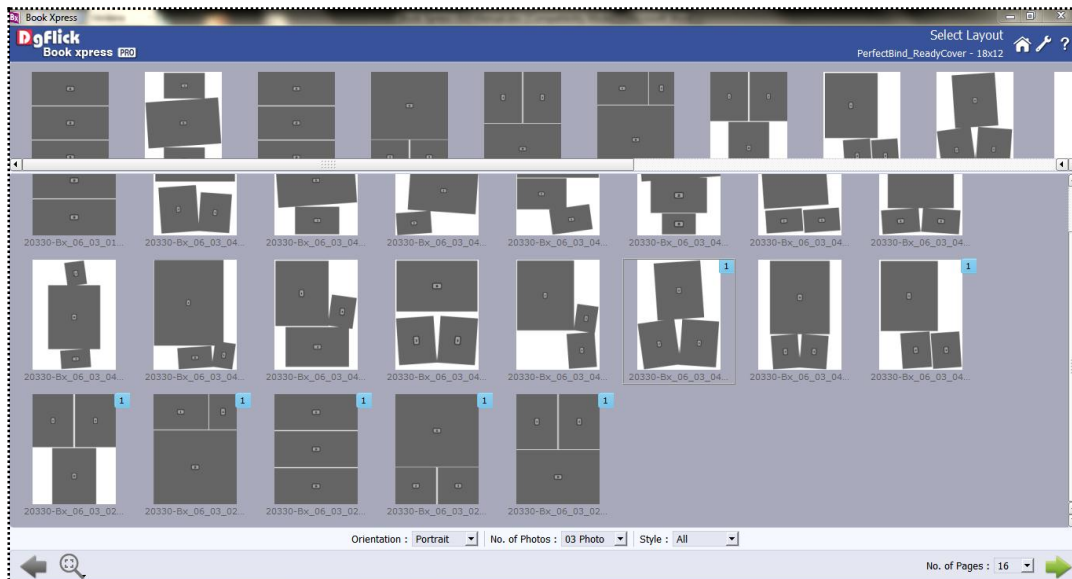 Book Xpress
DgFlick
Book xpress PRO
Select Layout
PerfectBind_ReadyCover - 18x12
?
20330-Bx_06_03_01... 20330-Bx_06_03_04... 20330-Bx_06_03_04... 20330-Bx_06_03_04... 20330-Bx_06_03_04... 20330-Bx_06_03_04... 20330-Bx_06_03_04... 20330-Bx_06_03_04...
1 1
20330-Bx_06_03_04... 20330-Bx_06_03_04... 20330-Bx_06_03_04... 20330-Bx_06_03_04... 20330-Bx_06_03_04... 20330-Bx_06_03_04... 20330-Bx_06_03_04... 20330-Bx_06_03_04...
1 1 1 1 1
20330-Bx_06_03_02... 20330-Bx_06_03_02... 20330-Bx_06_03_02... 20330-Bx_06_03_02... 20330-Bx_06_03_02...
Orientation : Portrait No. of Photos : 03 Photo Style : All
No. of Pages : 16